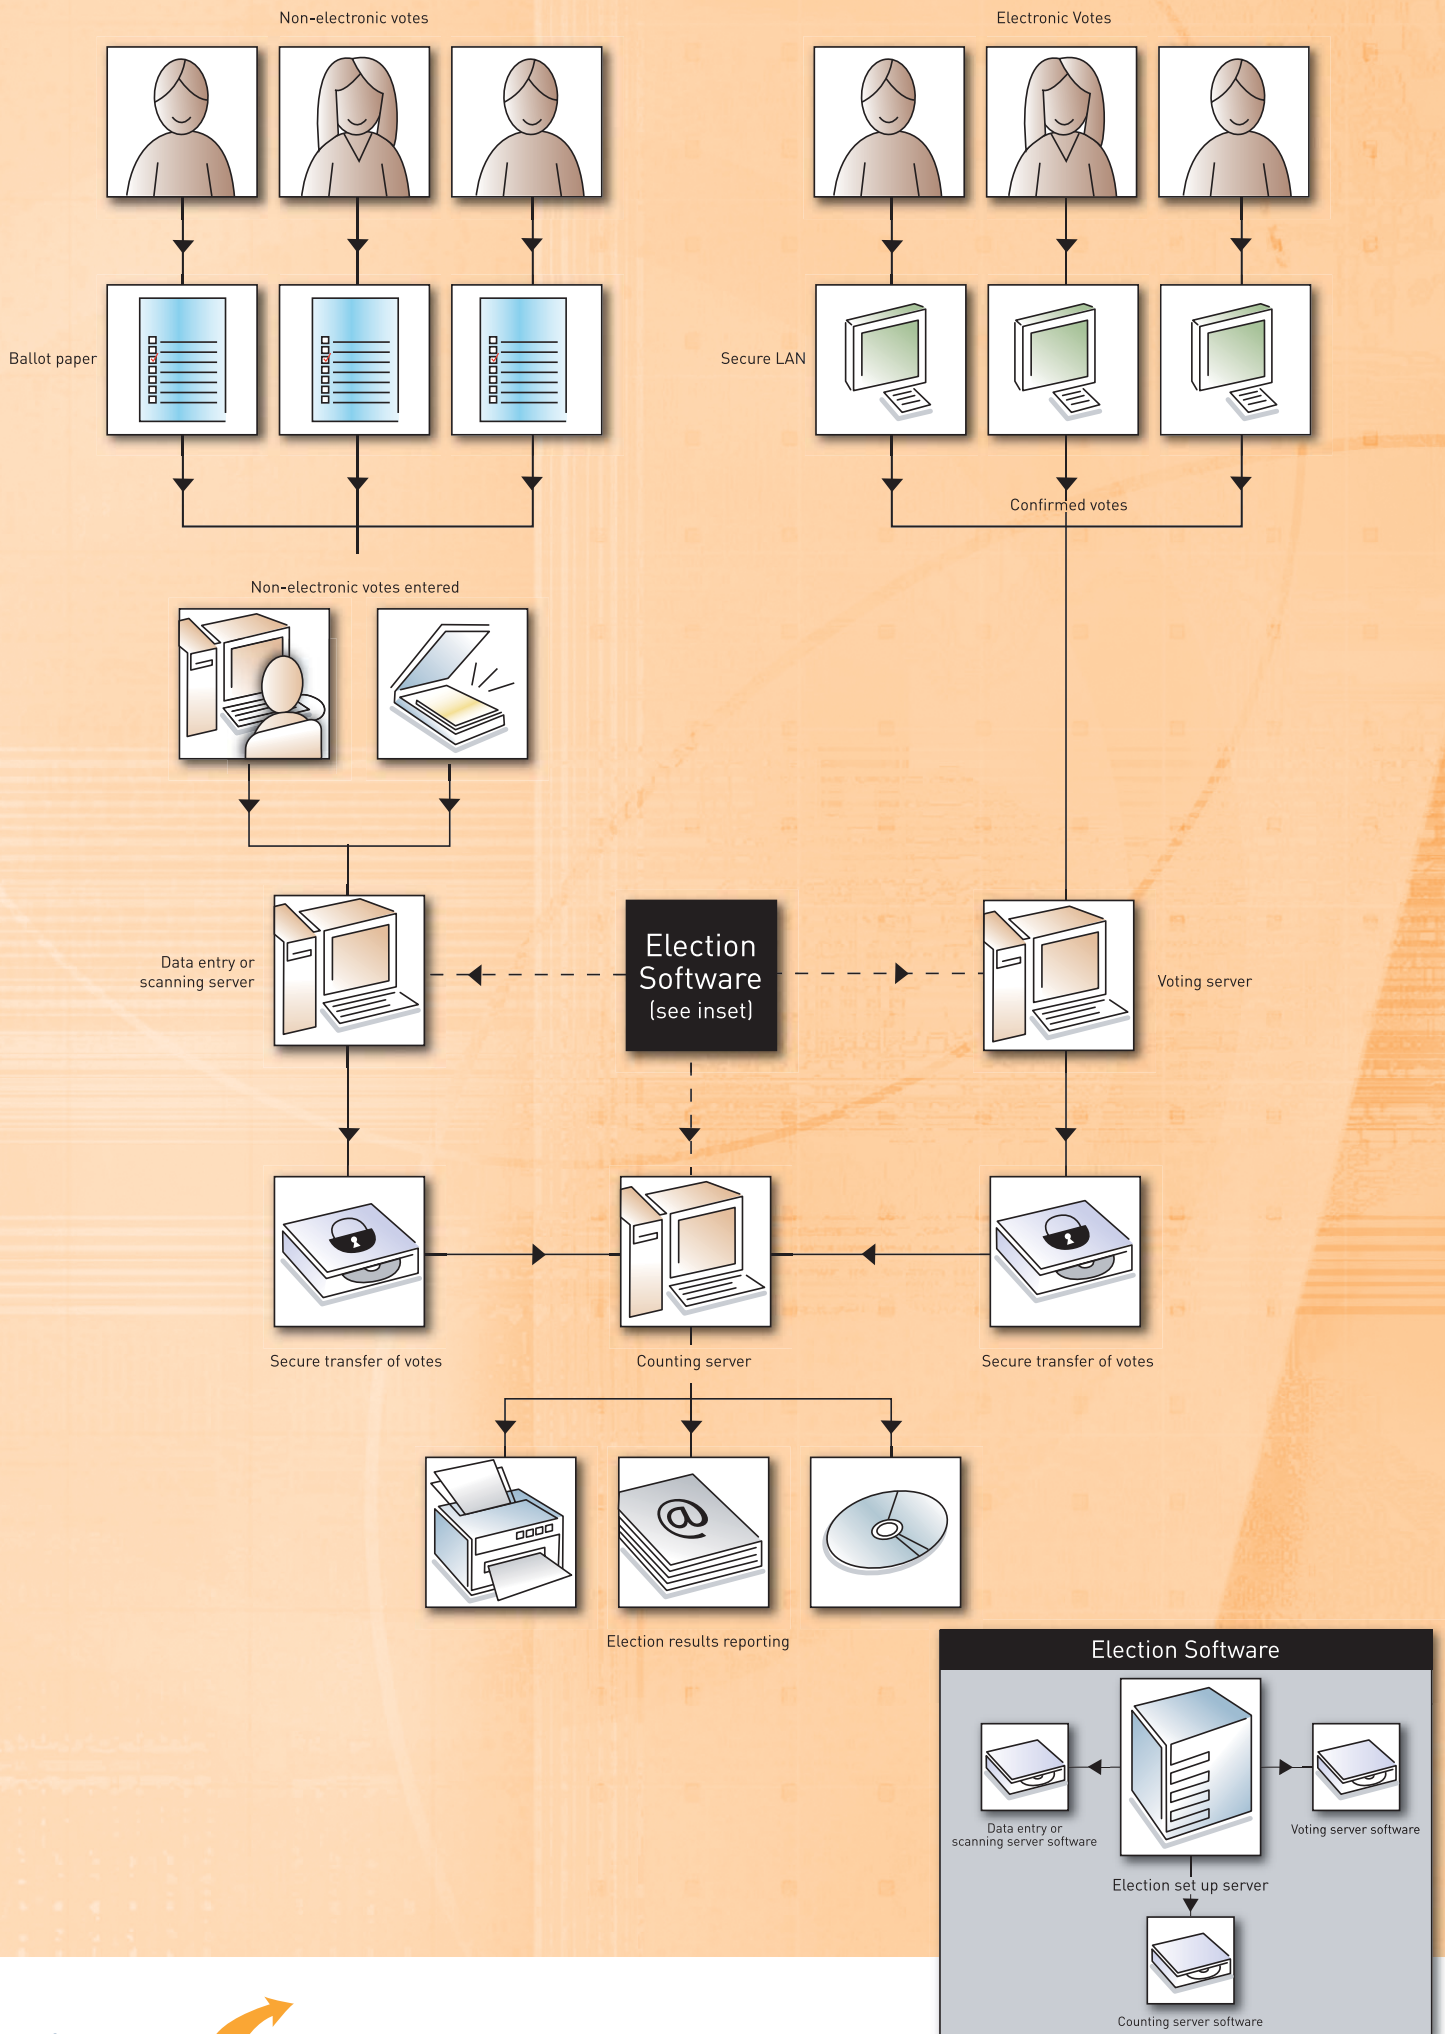 Non-electronic votes
Electronic Votes
Ballot paper
Secure LAN
Confirmed votes
Non-electronic votes entered
Election
Software
(see inset)
Data entry or
scanning server
Voting server
@
Secure transfer of votes
Counting server
Secure transfer of votes
Election results reporting
Election Software
Data entry or
scanning server software
Voting server software
Election set up server
Counting server software